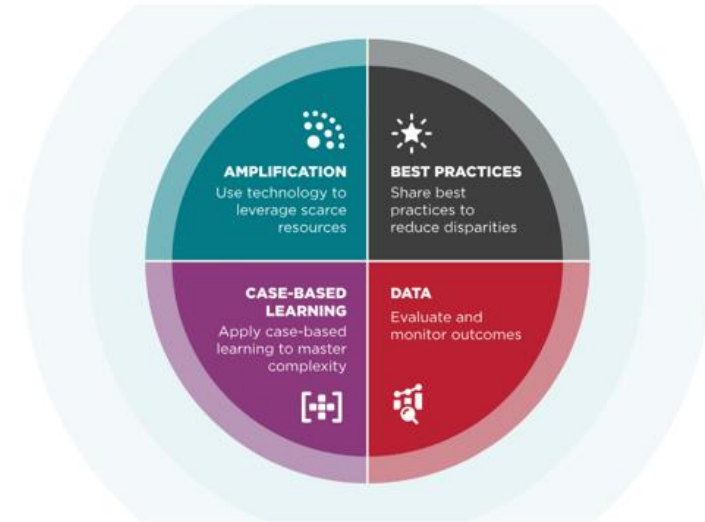 AMPLIFICATION
Use technology to
leverage scarce
resources
BEST PRACTICES
Share best
practices to
reduce disparities
CASE-BASED
LEARNING
Apply case-based
learning to master
complexity
DATA
Evaluate and
monitor outcomes